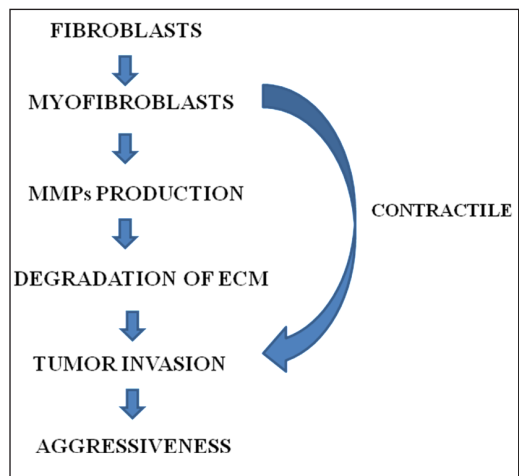 FIBROBLASTS
MYOFIBROBLASTS
MMPs PRODUCTION
CONTRACTILE
DEGRADATION OF ECM
TUMOR INVASION
AGGRESSIVENESS